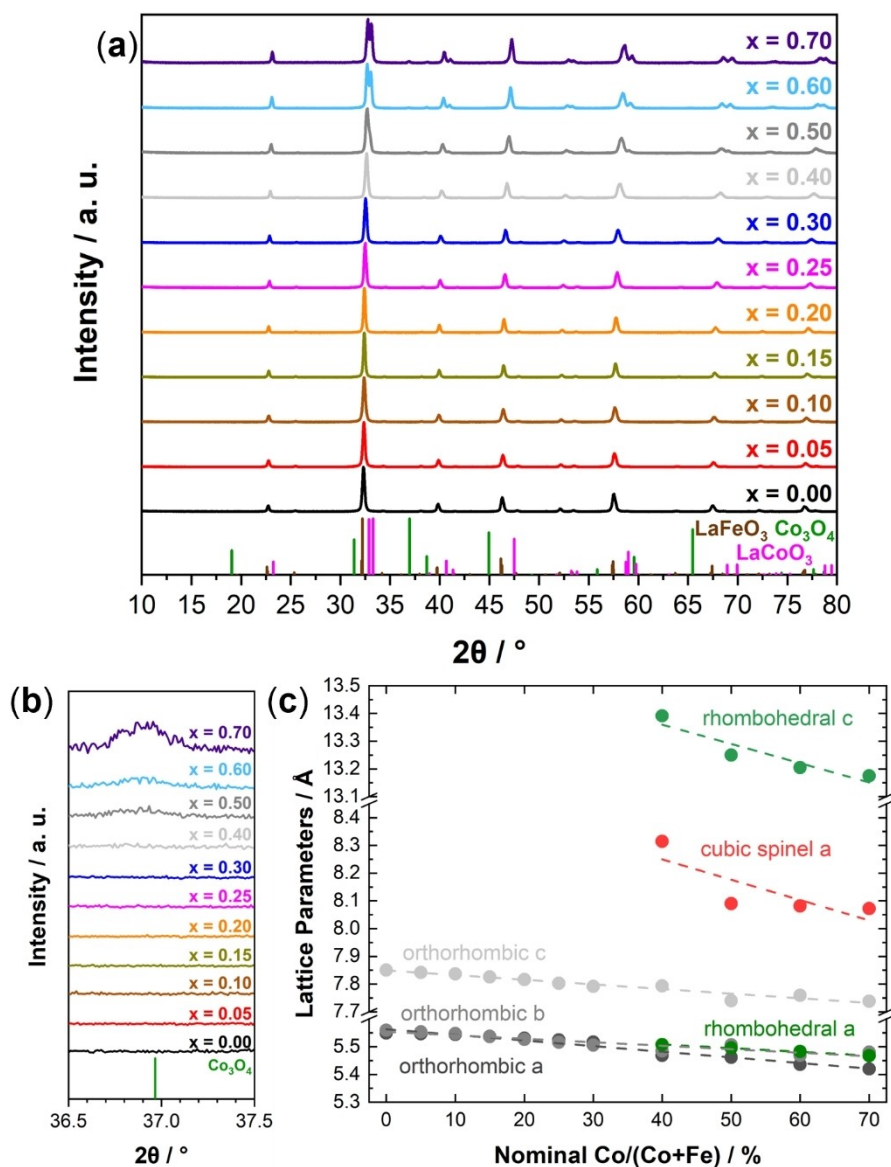 (a)
x = 0.70
x = 0.60
x = 0.50
x = 0.40
x = 0.30
x = 0.25
x = 0.20
x = 0.15
x = 0.10
x = 0.05
x = 0.00
LaFeO₃ Co₃O₄
LaCoO₃
Intensity / a. u.
10 15 20 25 30 35 40 45 50 55 60 65 70 75 80
2θ / °
(b)
x = 0.70
x = 0.60
x = 0.50
x = 0.40
x = 0.30
x = 0.25
x = 0.20
x = 0.15
x = 0.10
x = 0.05
x = 0.00
Co₃O₄
Intensity / a. u.
36.5 37.0 37.5
2θ / °
(c)
13.5
13.4
13.3
13.2
13.1
8.4
8.3
8.2
8.1
8.0
7.9
7.8
7.7
5.5
5.4
5.3
Lattice Parameters / Å
rhombohedral c
cubic spinel a
orthorhombic c
orthorhombic b
rhombohedral a
orthorhombic a
0 10 20 30 40 50 60 70
Nominal Co/(Co+Fe) / %